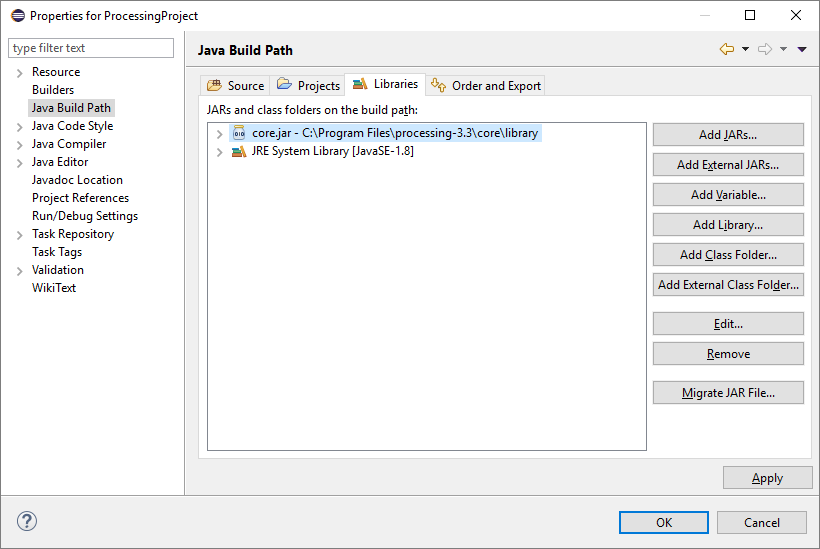 Properties for ProcessingProject
type filter text
Resource
Builders
Java Build Path
Java Code Style
Java Compiler
Java Editor
Javadoc Location
Project References
Run/Debug Settings
Task Repository
Task Tags
Validation
WikiText
Java Build Path
Source
Projects
Libraries
Order and Export
JARs and class folders on the build path:
core.jar - C:\Program Files\processing-3.3\core\library
JRE System Library [JavaSE-1.8]
Add JARs...
Add External JARs...
Add Variable...
Add Library...
Add Class Folder...
Add External Class Folder...
Edit...
Remove
Migrate JAR File...
Apply
?
OK
Cancel